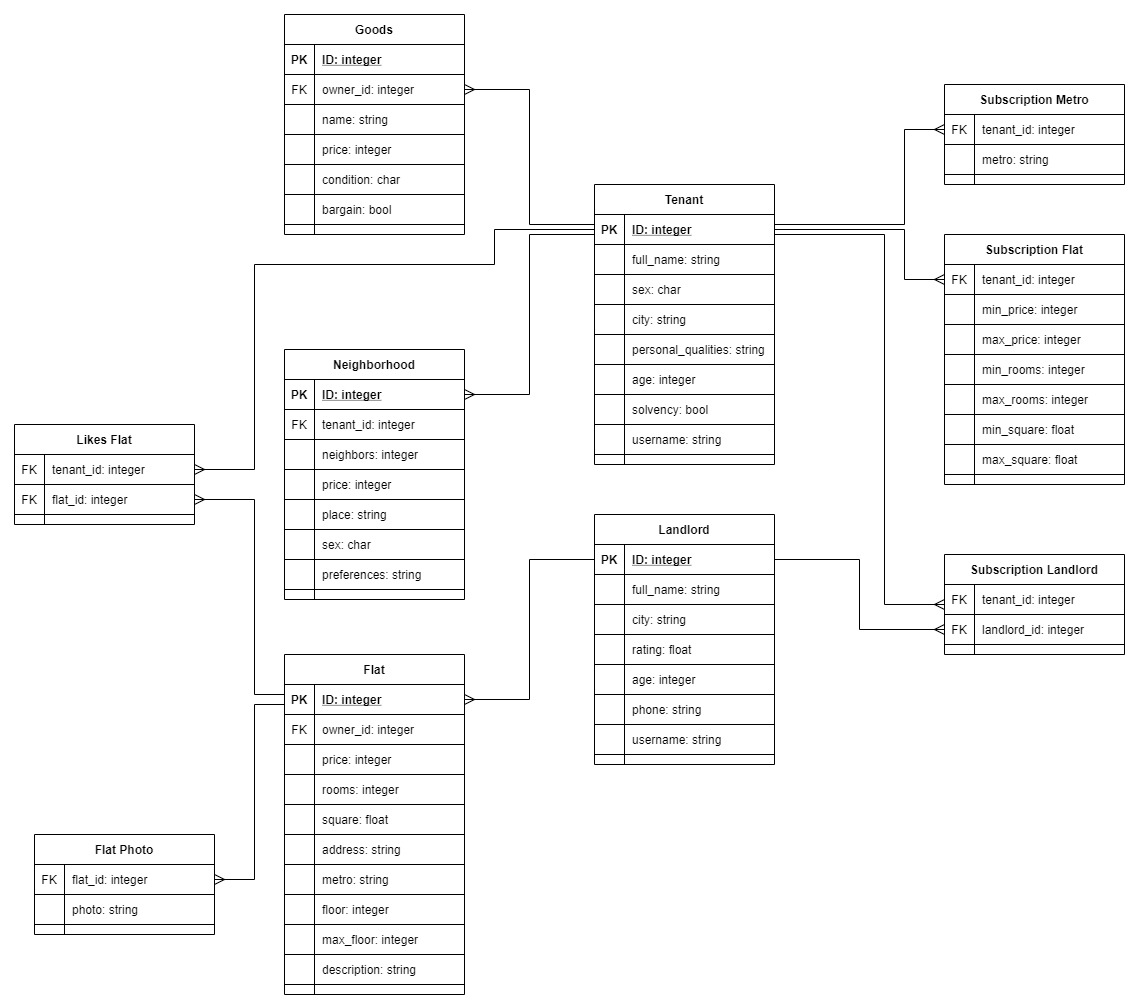 Goods
PK ID: integer
FK owner_id: integer
name: string
price: integer
condition: char
bargain: bool
Subscription Metro
FK tenant_id: integer
metro: string
Tenant
PK ID: integer
full_name: string
sex: char
city: string
personal_qualities: string
age: integer
solvency: bool
username: string
Subscription Flat
FK tenant_id: integer
min_price: integer
max_price: integer
min_rooms: integer
max_rooms: integer
min_square: float
max_square: float
Neighborhood
PK ID: integer
FK tenant_id: integer
neighbors: integer
price: integer
place: string
sex: char
preferences: string
Likes Flat
FK tenant_id: integer
FK flat_id: integer
Landlord
PK ID: integer
full_name: string
city: string
rating: float
age: integer
phone: string
username: string
Subscription Landlord
FK tenant_id: integer
FK landlord_id: integer
Flat
PK ID: integer
FK owner_id: integer
price: integer
rooms: integer
square: float
address: string
metro: string
floor: integer
max_floor: integer
description: string
Flat Photo
FK flat_id: integer
photo: string